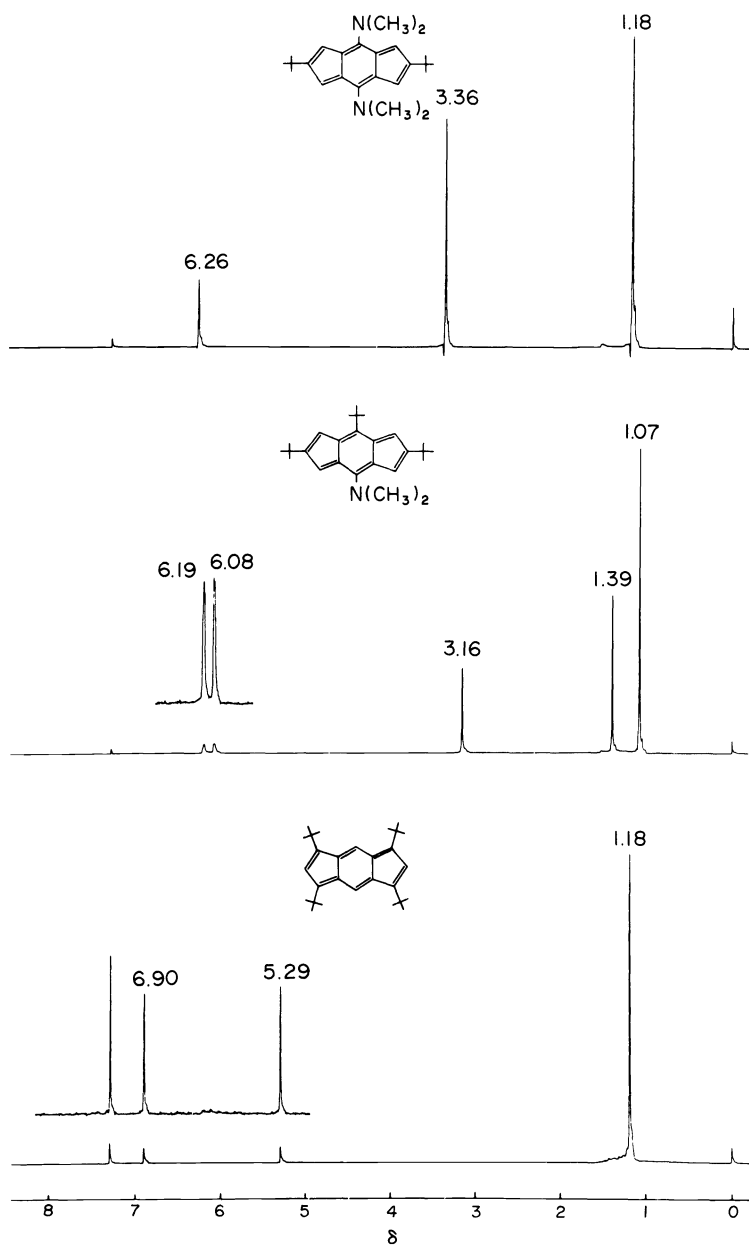 N(CH₃)₂
N(CH₃)₂
1.18
3.36
6.26
N(CH₃)₂
1.07
6.19 6.08
1.39
3.16
1.18
6.90 5.29
8 7 6 5 4 3 2 1 0
δ